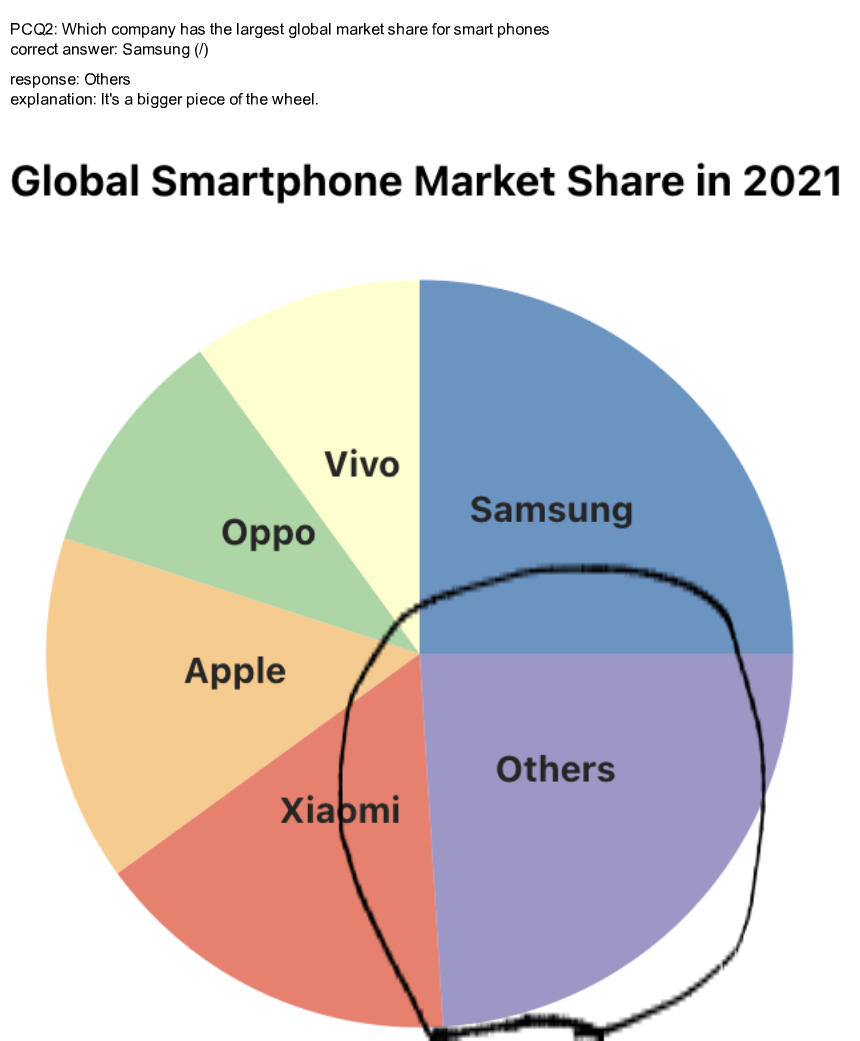 PCQ2: Which company has the largest global market share for smart phones
correct answer: Samsung (/)
response: Others
explanation: It's a bigger piece of the wheel.
Global Smartphone Market Share in 2021
Vivo
Samsung
Oppo
Apple
Others
Xiaomi